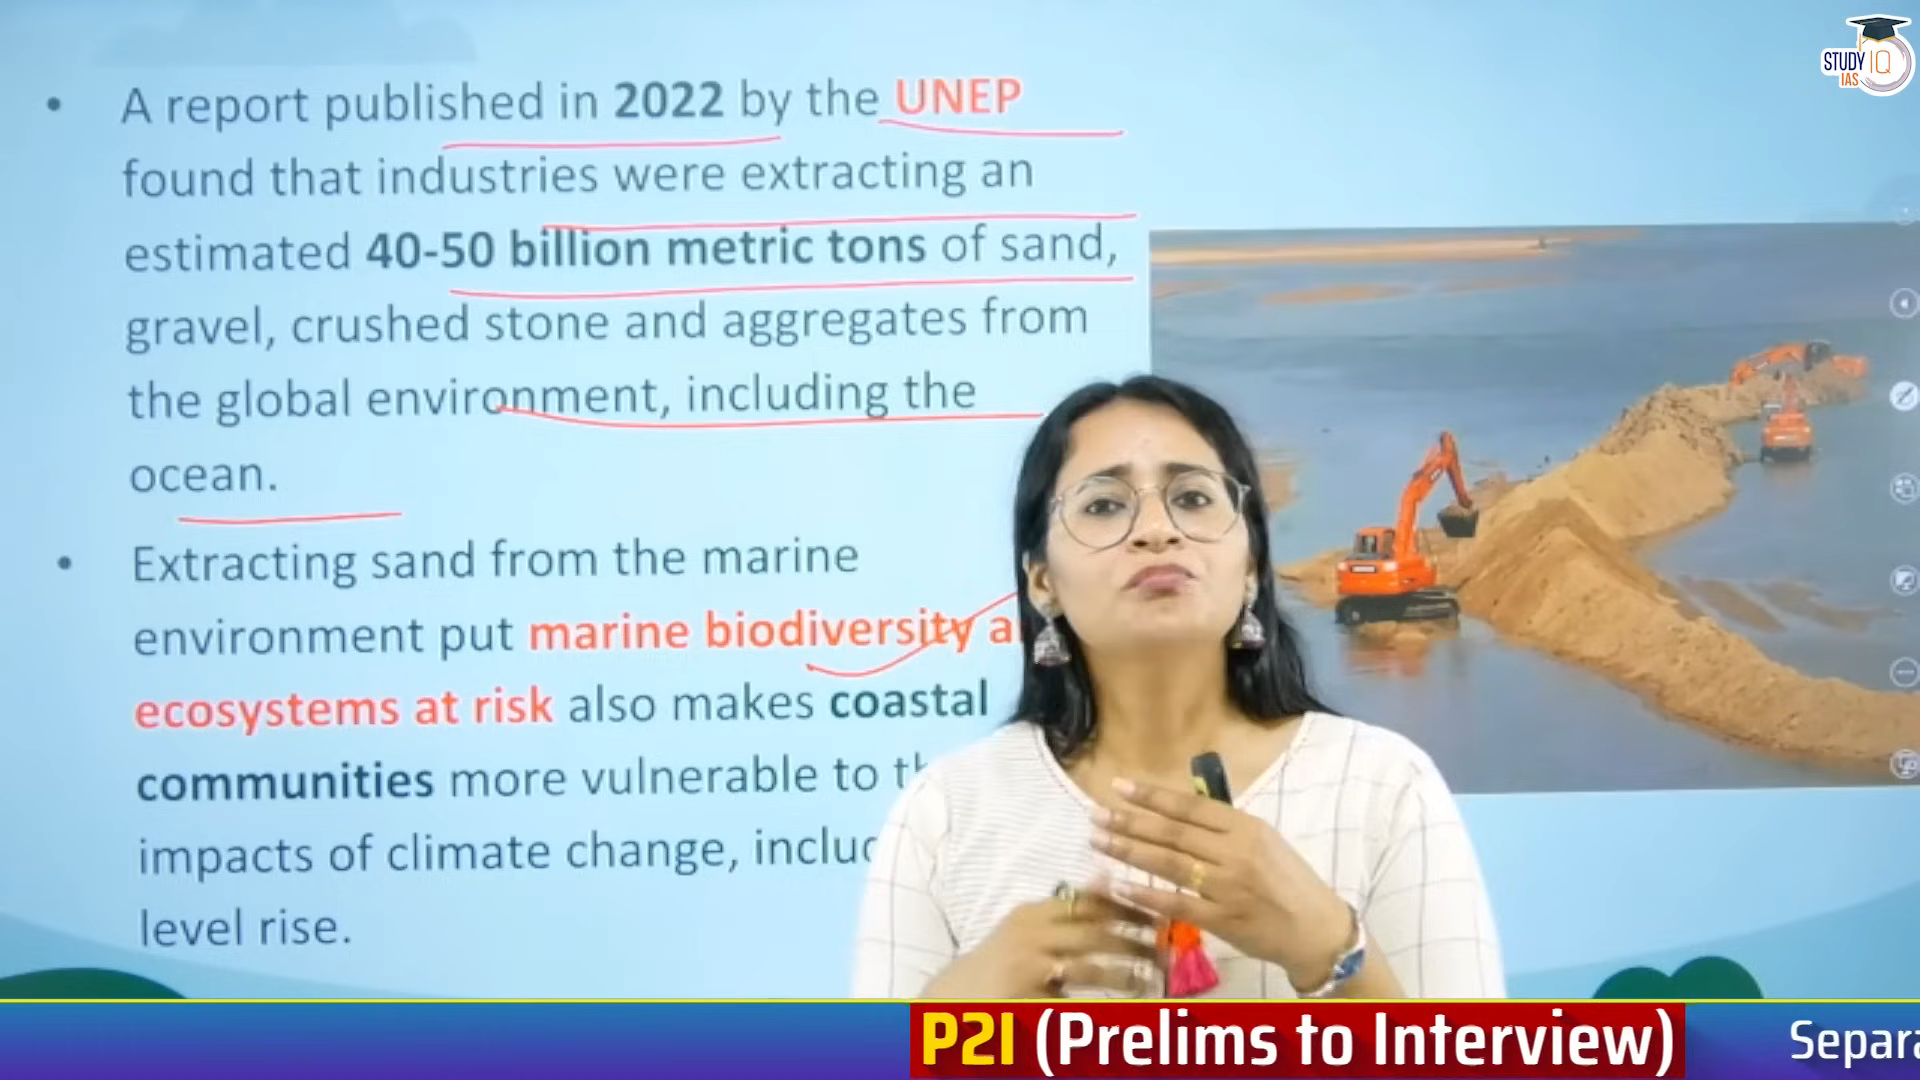 STUDY IQ
IAS
• A report published in 2022 by the UNEP
found that industries were extracting an
estimated 40-50 billion metric tons of sand,
gravel, crushed stone and aggregates from
the global environment, including the
ocean.
• Extracting sand from the marine
environment put marine biodiversity
ecosystems at risk also makes coastal
communities more vulnerable to
impacts of climate change,
level rise.
P2I (Prelims to Interview)